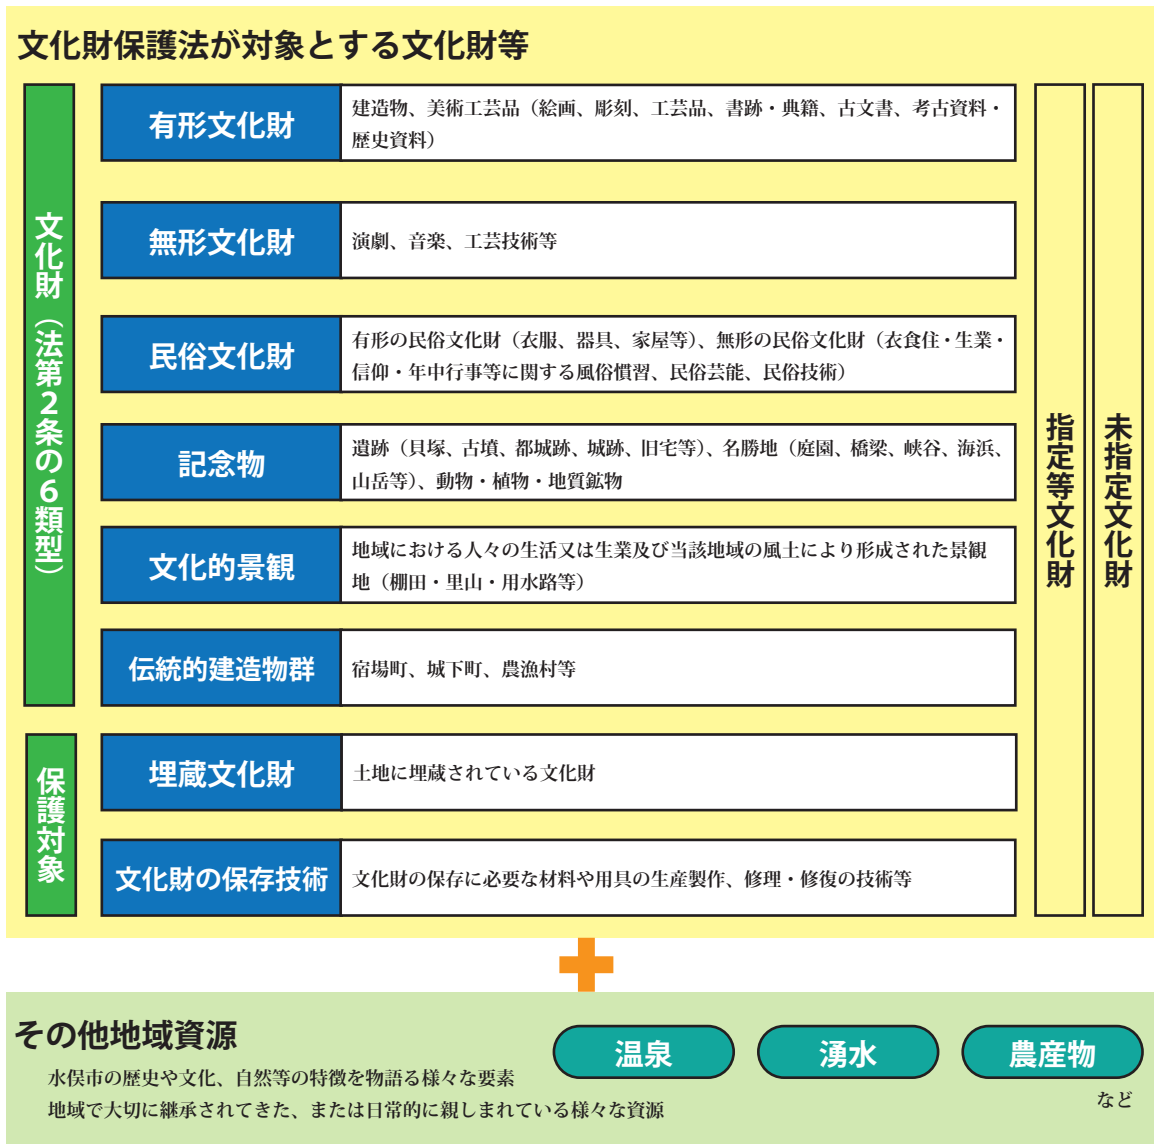 文化財保護法が対象とする文化財等
文化財（法第２条の６類型）
有形文化財
建造物、美術工芸品（絵画、彫刻、工芸品、書跡・典籍、古文書、考古資料・
歴史資料）
無形文化財
演劇、音楽、工芸技術等
民俗文化財
有形の民俗文化財（衣服、器具、家屋等）、無形の民俗文化財（衣食住・生業・
信仰・年中行事等に関する風俗慣習、民俗芸能、民俗技術）
記念物
遺跡（貝塚、古墳、都城跡、城跡、旧宅等）、名勝地（庭園、橋梁、峡谷、海浜、
山岳等）、動物・植物・地質鉱物
文化的景観
地域における人々の生活又は生業及び当該地域の風土により形成された景観
地（棚田・里山・用水路等）
伝統的建造物群
宿場町、城下町、農漁村等
保護対象
埋蔵文化財
土地に埋蔵されている文化財
文化財の保存技術
文化財の保存に必要な材料や用具の生産製作、修理・修復の技術等
指定等文化財
未指定文化財
その他地域資源
水俣市の歴史や文化、自然等の特徴を物語る様々な要素
地域で大切に継承されてきた、または日常的に親しまれている様々な資源
温泉
湧水
農産物
など